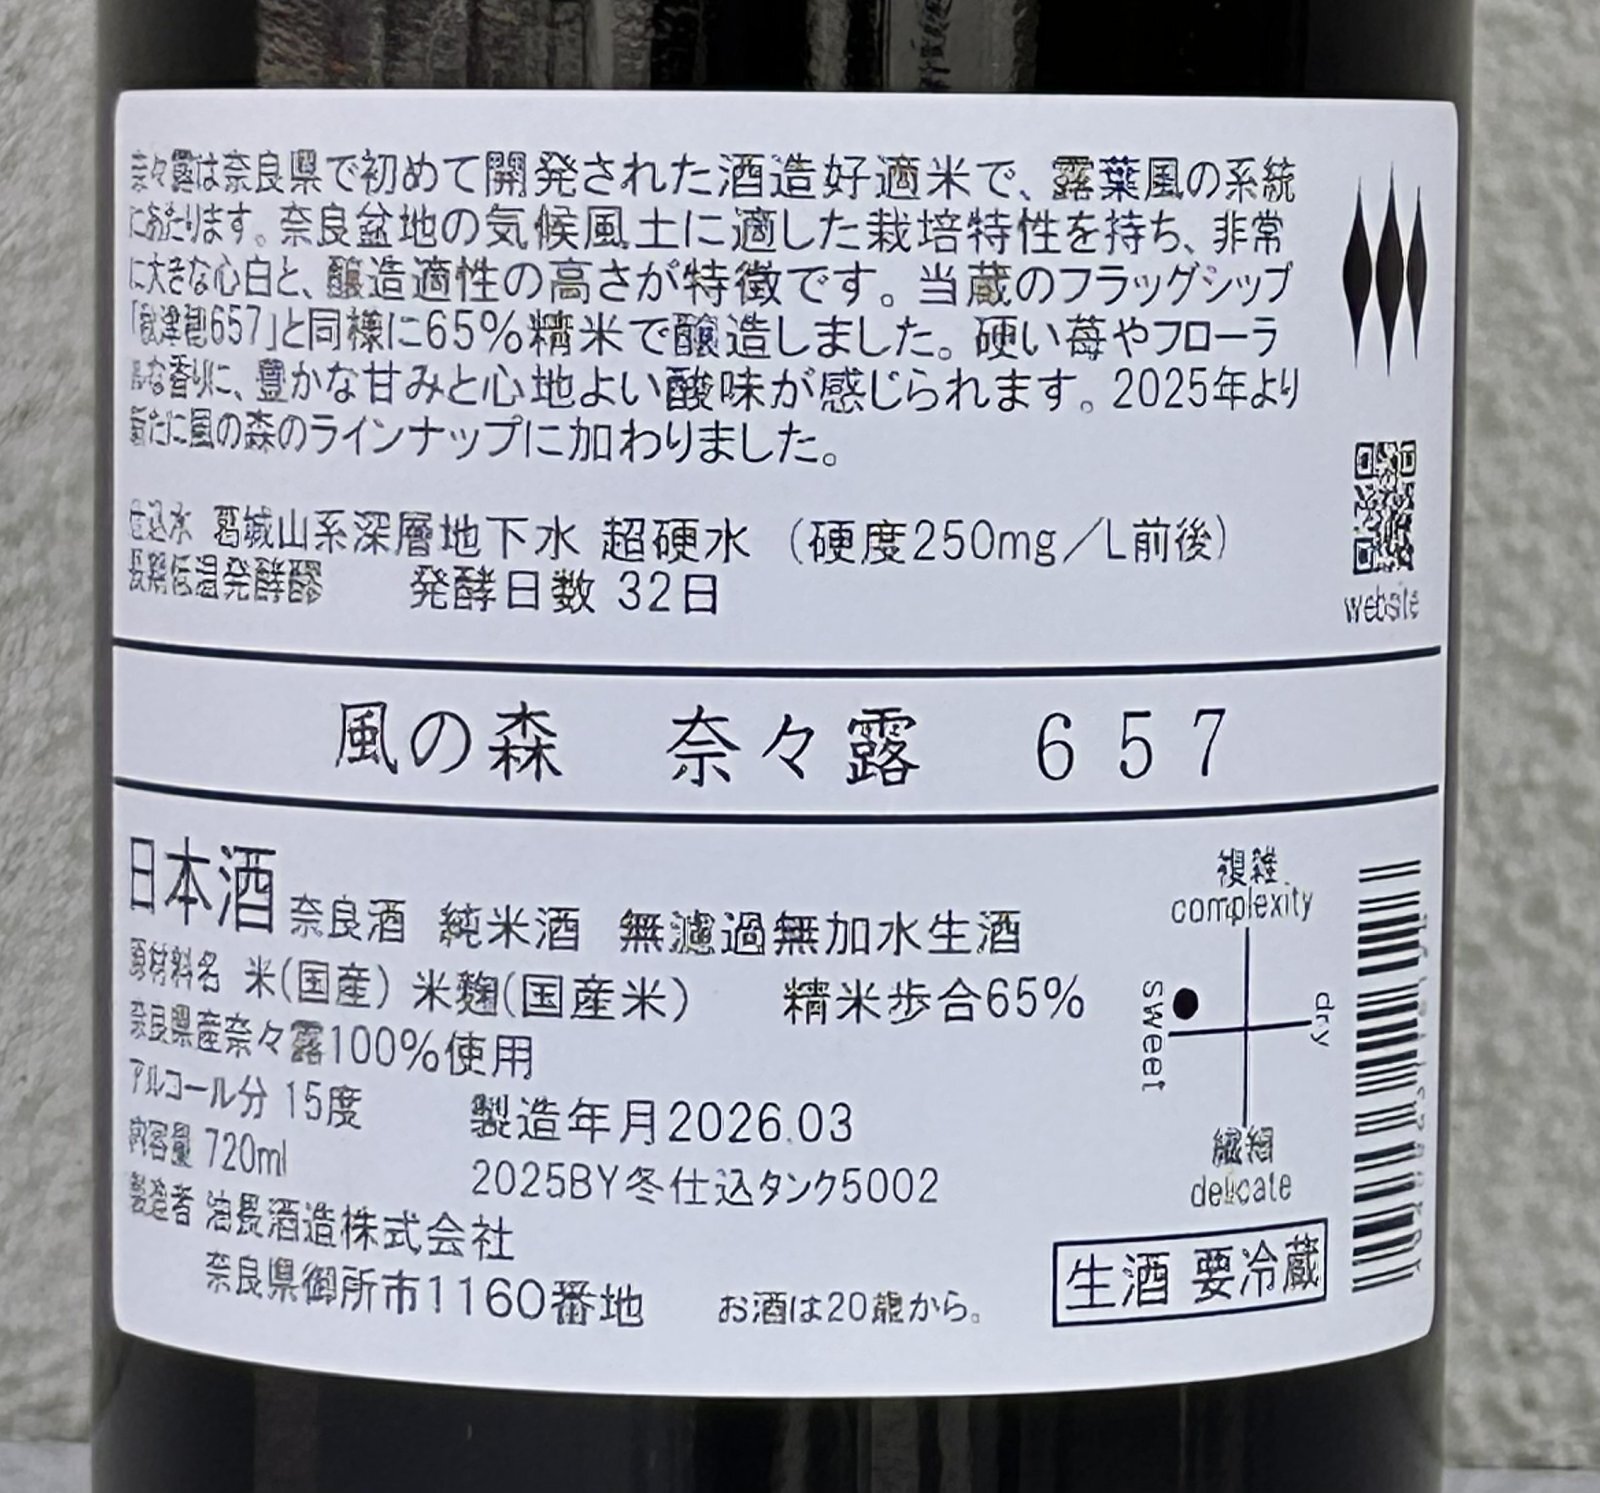 奈々露は奈良県で初めて開発された酒造好適米で、露葉風の系統
にあたります。奈良盆地の気候風土に適した栽培特性を持ち、非常
に大きな心白と、醸造適性の高さが特徴です。当蔵のフラッグシップ
「秋津穂657」と同様に65%精米で醸造しました。硬い苺やフローラ
ルな香りに、豊かな甘みと心地よい酸味が感じられます。2025年より
新たに風の森のラインナップに加わりました。
仕込水 葛城山系深層地下水 超硬水 (硬度250mg/L前後)
長期低温発酵醪 発酵日数 32日
website
風の森 奈々露 657
日本酒 奈良酒 純米酒 無濾過無加水生酒
原材料名 米(国産) 米麹(国産米) 精米歩合65%
奈良県産奈々露100%使用
アルコール分 15度 製造年月2026.03
内容量 720ml 2025BY冬仕込タンク5002
製造者 油長酒造株式会社
奈良県御所市1160番地 お酒は20歳から。
複雑
complexity
sweet
dry
繊細
delicate
生酒 要冷蔵